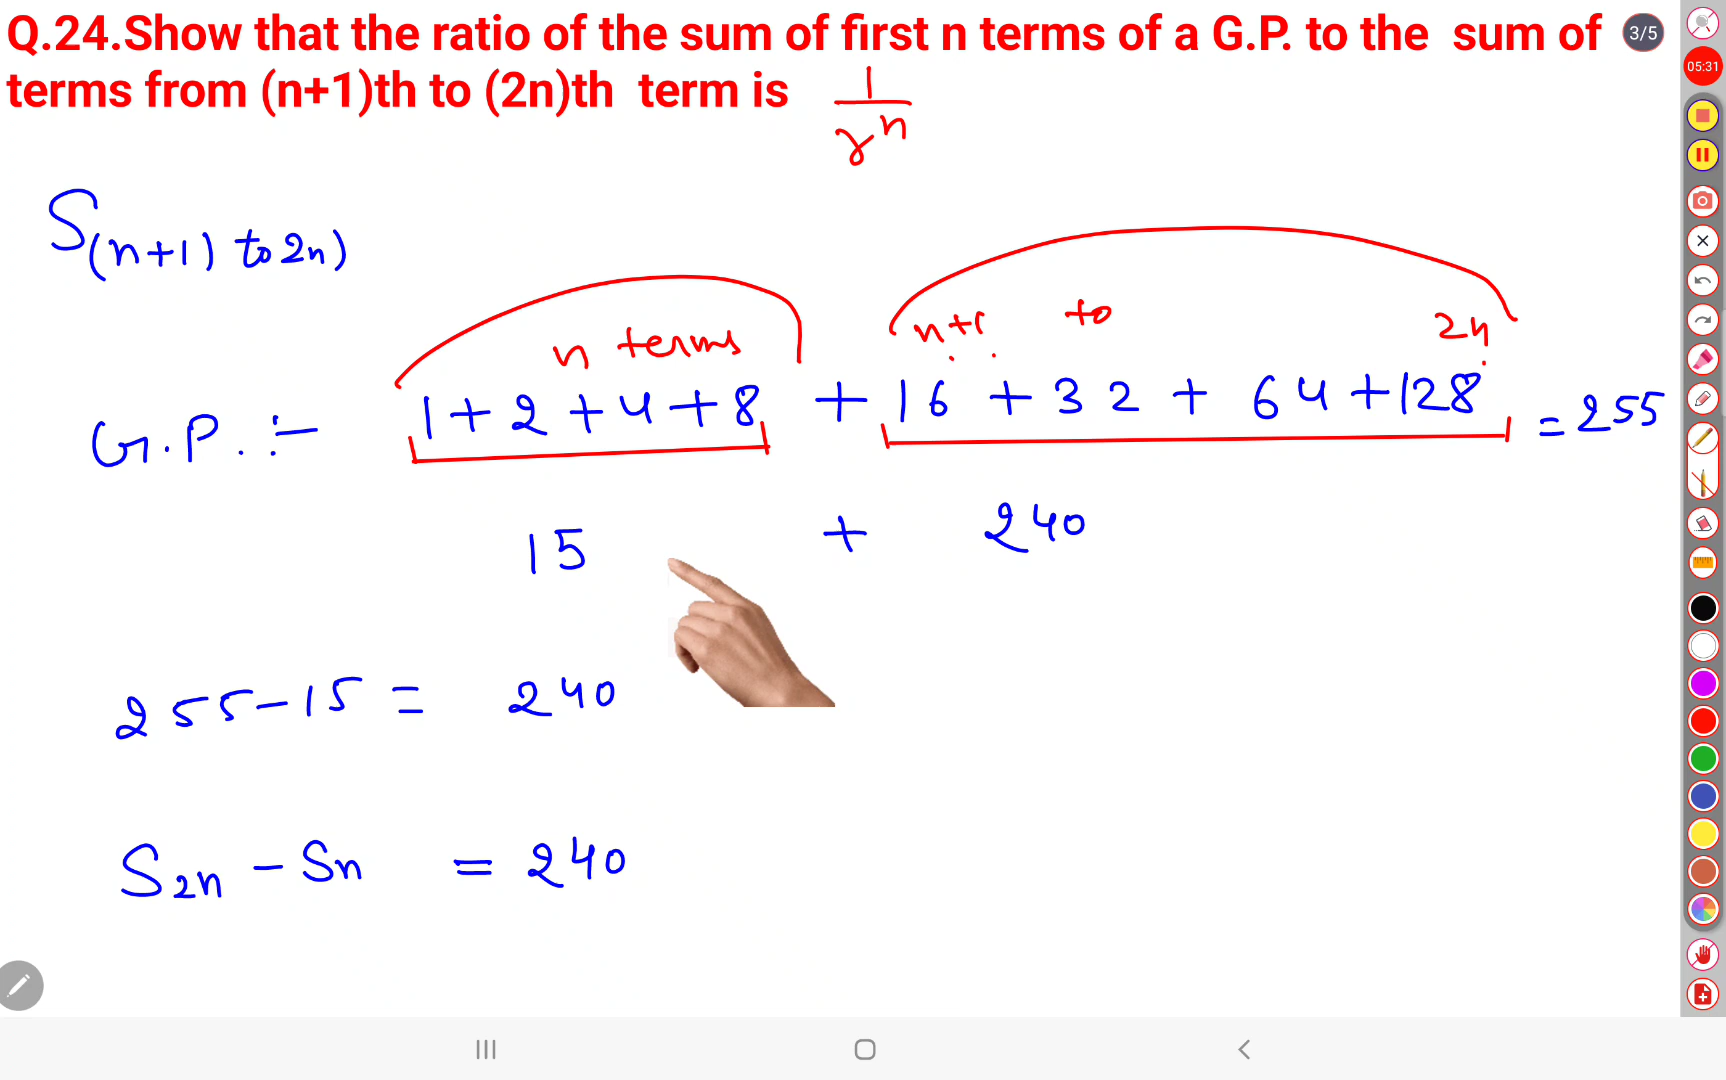 Q.24.Show that the ratio of the sum of first n terms of a G.P. to the sum of
terms from (n+1)th to (2n)th term is 1/rⁿ
3/5
05:31
S(n+1) to 2n)
n terms n+1 to 2n
G.P. :- 1+2+4+8 + 16 + 32 + 64 +128 = 255
15 + 240
255-15 = 240
S2n - Sn = 240